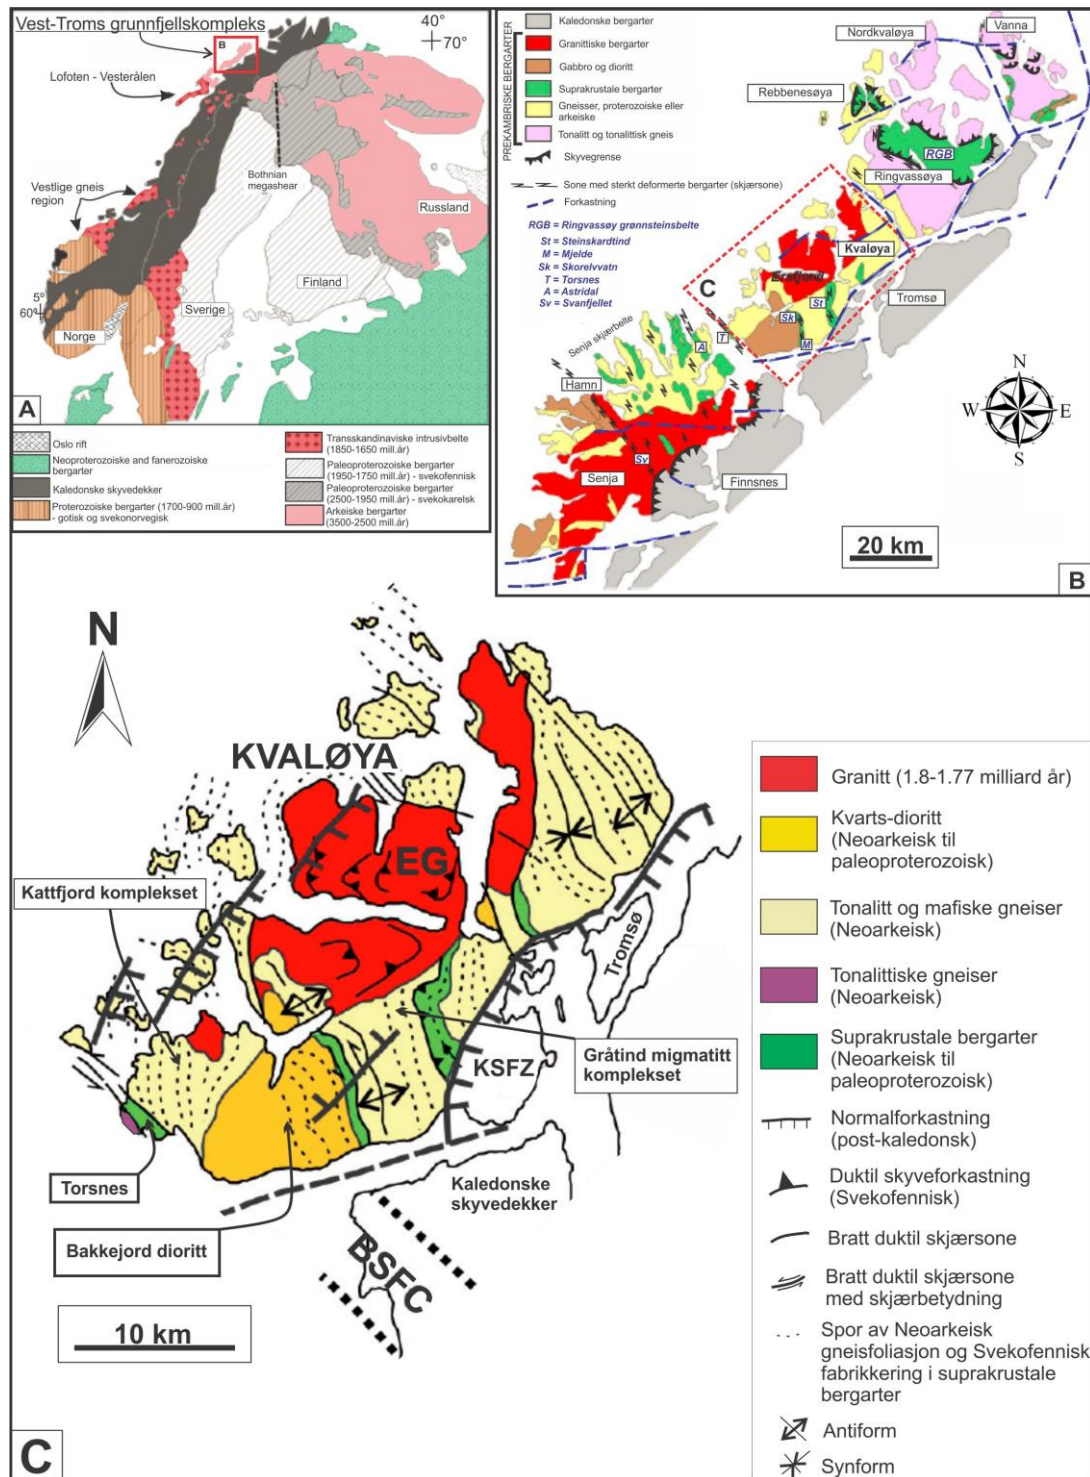 Vest-Troms grunnfjellskompleks
40°
70°
B
Lofoten - Vesterålen
Vestlige gneis
region
Bothnian
megashear
Russland
Finland
Sverige
5°
60°
Norge
A
Oslo rift
Neoproterozoiske and fanerozoiske
bergarter
Kaledonske skyvedekker
Proterozoiske bergarter (1700-900 mill.år)
- gotisk og svekonorvegisk
Transskandinaviske intrusivbelte
(1850-1650 mill.år)
Paleoproterozoiske bergarter
(1950-1750 mill.år) - svekofennisk
Paleoproterozoiske bergarter
(2500-1950 mill.år) - svekokarelsk
Arkeiske bergarter
(3500-2500 mill.år)
PREKAMBRISKE BERGARTER
Kaledonske bergarter
Granittiske bergarter
Gabbro og dioritt
Suprakrustale bergarter
Gneisser, proterozoiske eller
arkeiske
Tonalitt og tonalittisk gneis
Skyvegrense
Sone med sterkt deformerte bergarter (skjærsone)
Forkastning
RGB = Ringvassøy grønnsteinsbelte
St = Steinskardtind
M = Mjelde
Sk = Skorelvvatn
T = Torsnes
A = Astridal
Sv = Svanfjellet
Vanna
Nordkvaløya
Rebbenesøya
RGB
Ringvassøya
Kvaløya
Ersfjord
C
St
Sk
M
Tromsø
T
A
Senja skjærbelte
Hamn
Sv
Senja
Finnsnes
N
W
E
S
20 km
B
N
KVALØYA
EG
Kattfjord komplekset
Tromsø
KSFZ
Gråtind migmatitt
komplekset
Torsnes
Kaledonske
skyvedekker
Bakkejord dioritt
BSFC
10 km
C
Granitt (1.8-1.77 milliard år)
Kvarts-dioritt
(Neoarkeisk til
paleoproterozoisk)
Tonalitt og mafiske gneiser
(Neoarkeisk)
Tonalittiske gneiser
(Neoarkeisk)
Suprakrustale bergarter
(Neoarkeisk til
paleoproterozoisk)
Normalforkastning
(post-kaledonsk)
Duktil skyveforkastning
(Svekofennisk)
Bratt duktil skjærsone
Bratt duktil skjærsone
med skjærbetydning
Spor av Neoarkeisk
gneisfoliasjon og Svekofennisk
fabrikkering i suprakrustale
bergarter
Antiform
Synform